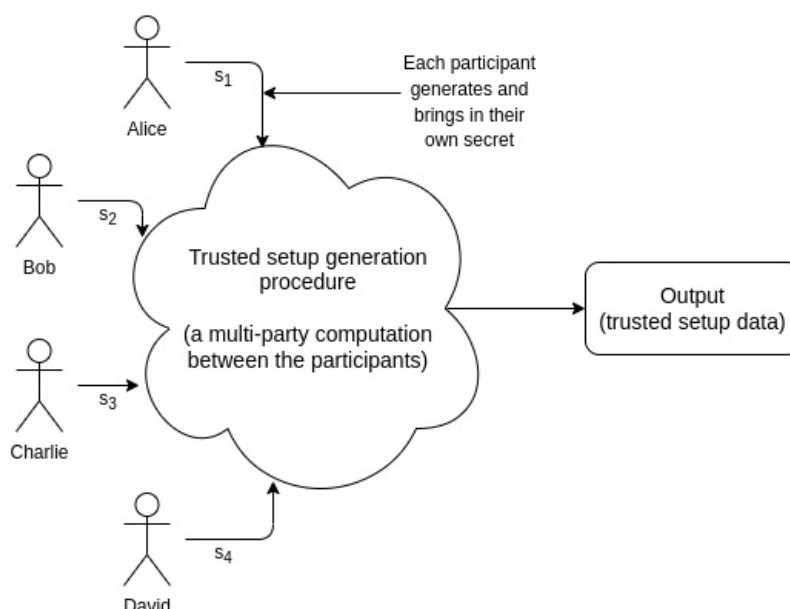 s1
Each participant
generates and
brings in their
own secret
Alice
s2
Bob
Trusted setup generation
procedure
(a multi-party computation
between the participants)
Output
(trusted setup data)
s3
Charlie
s4
David